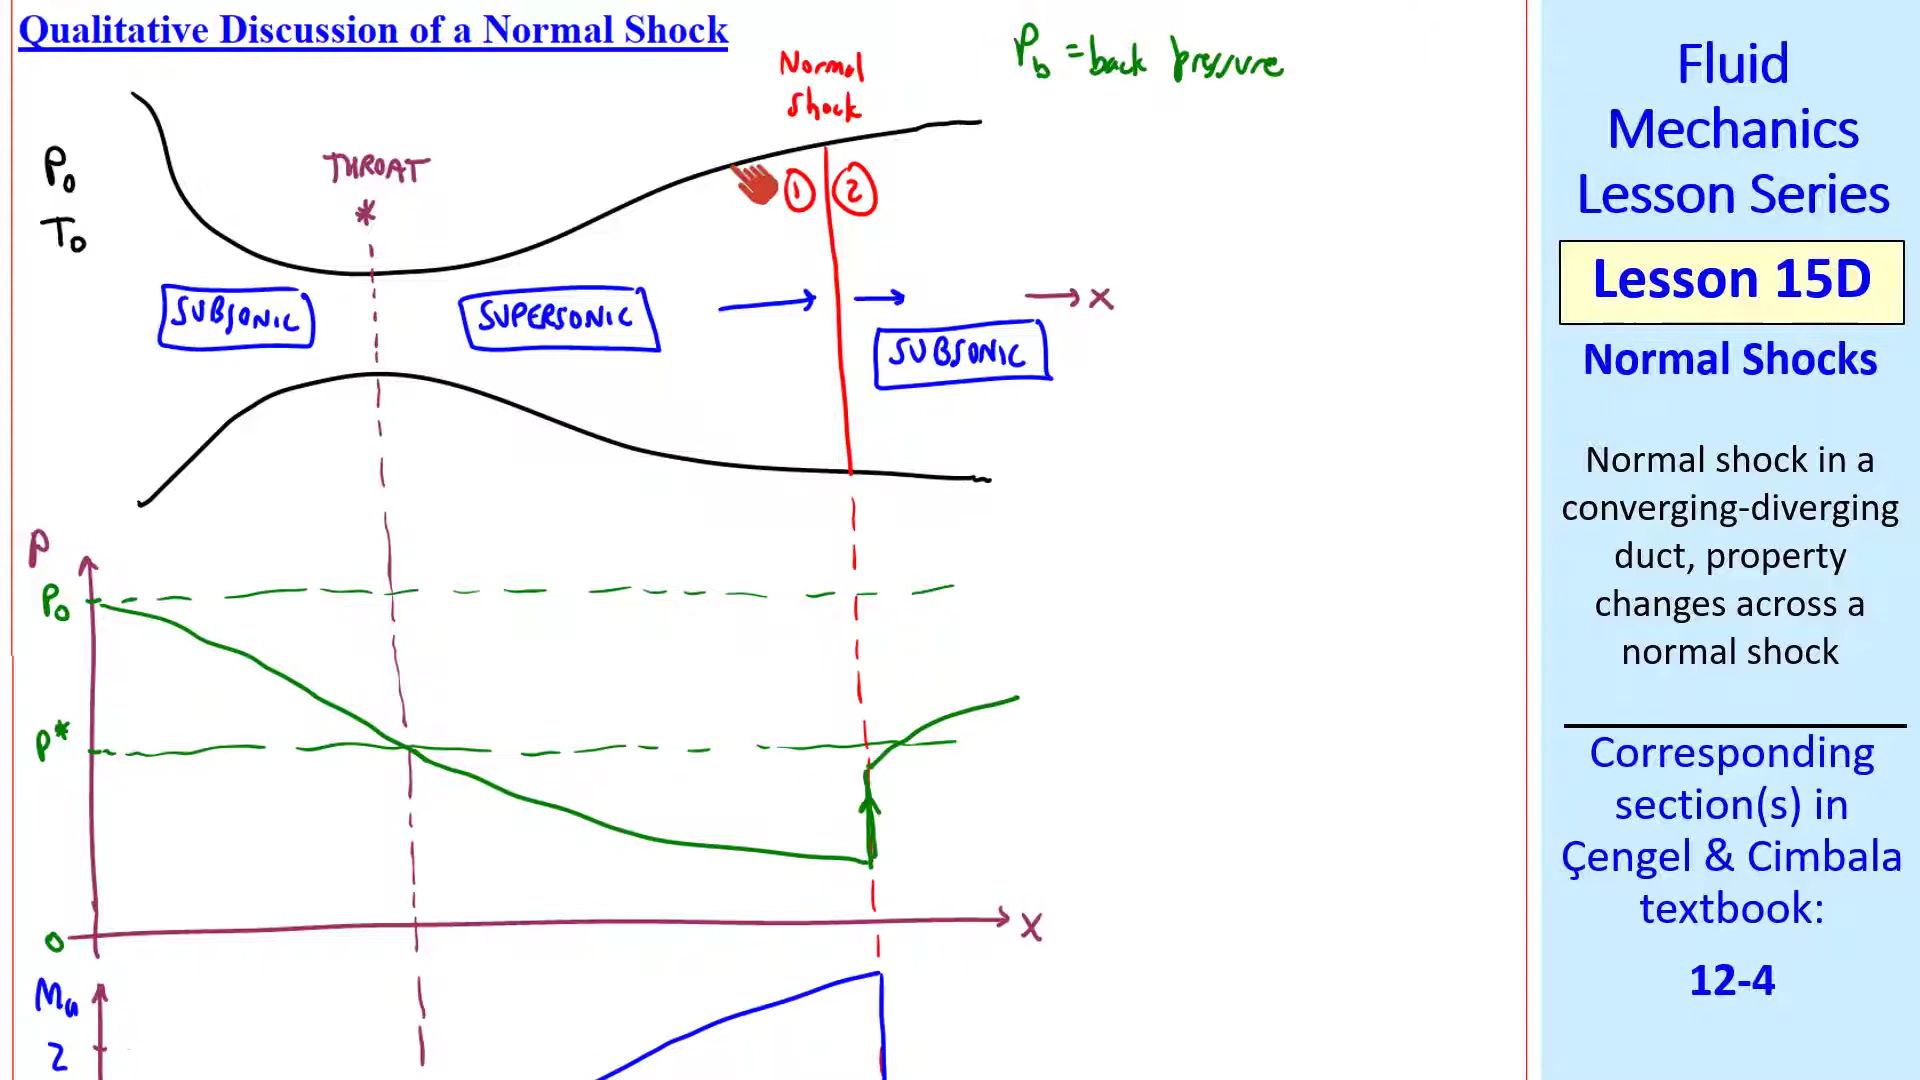 Qualitative Discussion of a Normal Shock
P₀
T₀
THROAT
*
Normal
Shock
P_b = back pressure
① ②
SUBSONIC
SUPERSONIC
SUBSONIC
→ x
P
P₀
P*
0
x
Ma
2
Fluid
Mechanics
Lesson Series
Lesson 15D
Normal Shocks
Normal shock in a
converging-diverging
duct, property
changes across a
normal shock
Corresponding
section(s) in
Çengel & Cimbala
textbook:
12-4